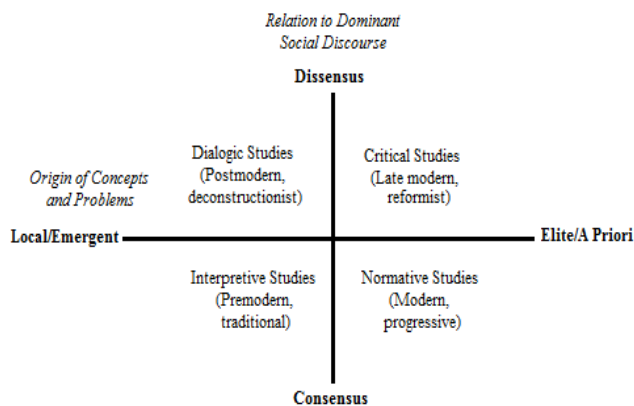 Relation to Dominant
Social Discourse
Dissensus
Dialogic Studies
(Postmodern,
deconstructionist)
Critical Studies
(Late modern,
reformist)
Origin of Concepts
and Problems
Local/Emergent
Elite/A Priori
Interpretive Studies
(Premodern,
traditional)
Normative Studies
(Modern,
progressive)
Consensus